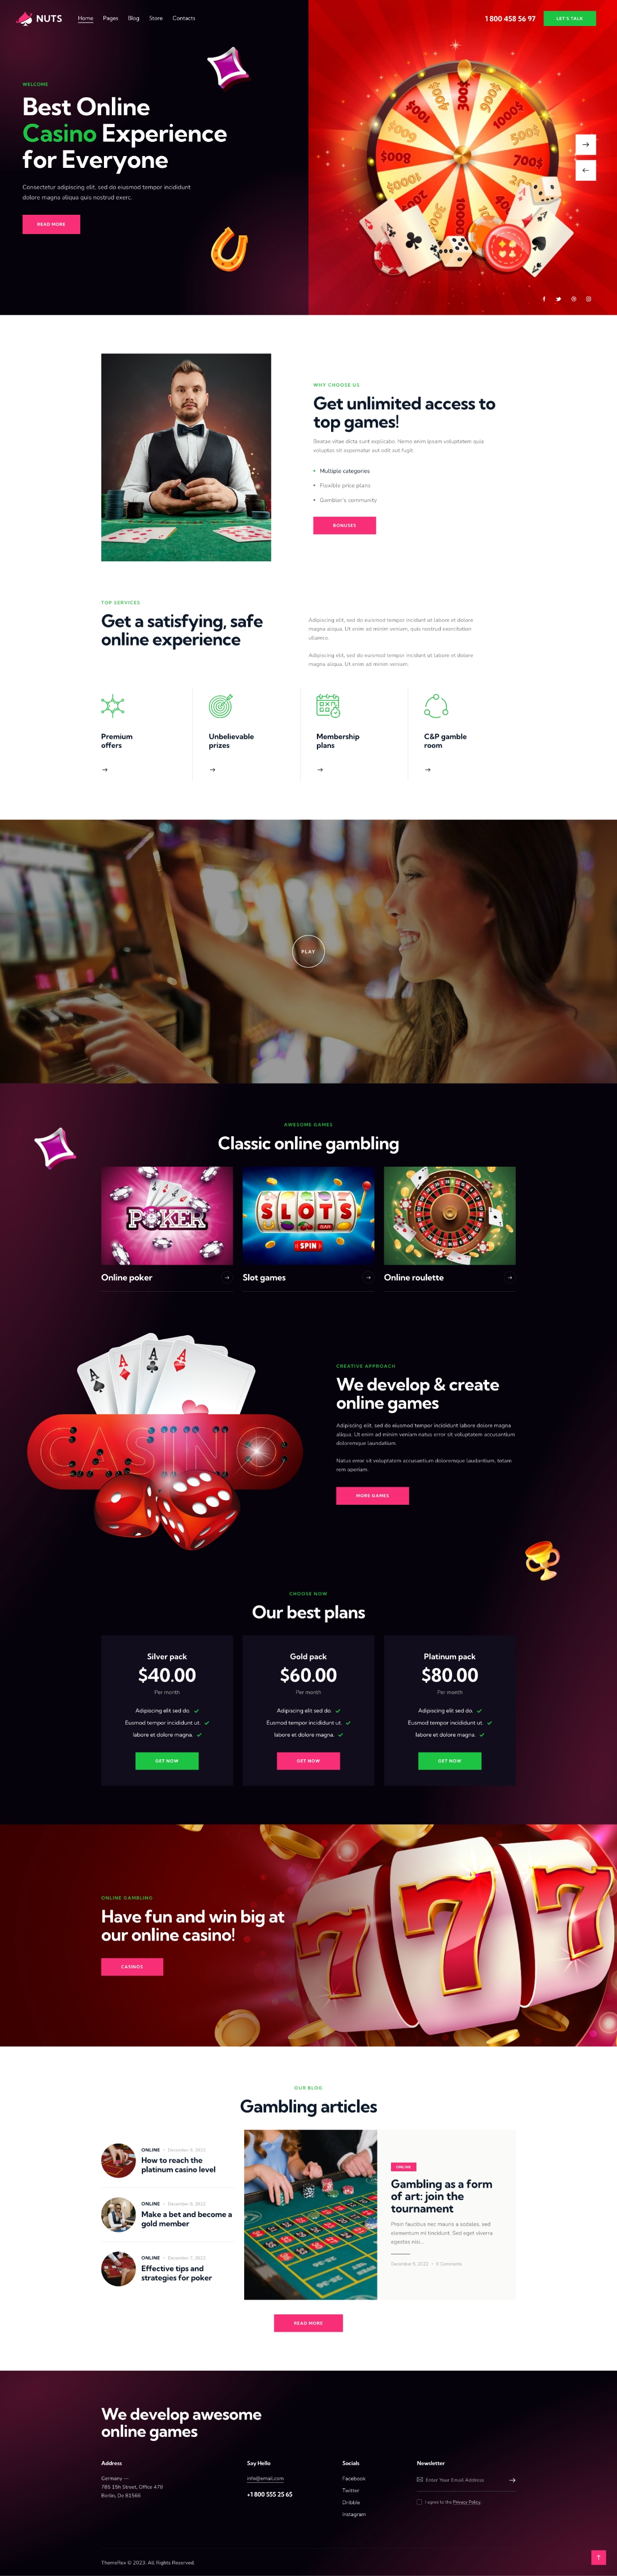 NUTS
Home Pages Blog Store Contacts
1 800 458 56 97
LET'S TALK
WELCOME
Best Online
Casino Experience
for Everyone
Consectetur adipiscing elit, sed do eiusmod tempor incididunt
dolore magna aliqua quis nostrud exerc.
READ MORE
WHY CHOOSE US
Get unlimited access to
top games!
Beatae vitae dicta sunt explicabo. Nemo enim ipsam voluptatem quia
voluptas sit aspernatur aut odit aut fugit.
Multiple categories
Flexible price plans
Gambler's community
BONUSES
TOP SERVICES
Get a satisfying, safe
online experience
Adipiscing elit, sed do euismod tempor incidunt ut labore et dolore
magna aliqua. Ut enim ad minim veniam, quis nostrud exercitation
ullamco.
Adipiscing elit, sed do euismod tempor incidunt ut labore et dolore
magna aliqua. Ut enim ad minim veniam.
Premium
offers
Unbelievable
prizes
Membership
plans
C&P gamble
room
PLAY
AWESOME GAMES
Classic online gambling
POKER
SLOTS
BAR
SPIN
Online poker
Slot games
Online roulette
CASINO
CREATIVE APPROACH
We develop & create
online games
Adipiscing elit, sed do eiusmod tempor incididunt labore dolore magna
aliqua. Ut enim ad minim veniam natus error sit voluptatem accusantium
doloremque laundatium.
Natus error sit voluptatem accusantium doloremque laudantium, totam
rem aperiam.
MORE GAMES
CHOOSE NOW
Our best plans
Silver pack
$40.00
Per month
Adipiscing elit sed do.
Eusmod tempor incididunt ut.
labore et dolore magna.
GET NOW
Gold pack
$60.00
Per month
Adipiscing elit sed do.
Eusmod tempor incididunt ut.
labore et dolore magna.
GET NOW
Platinum pack
$80.00
Per month
Adipiscing elit sed do.
Eusmod tempor incididunt ut.
labore et dolore magna.
GET NOW
ONLINE GAMBLING
Have fun and win big at
our online casino!
CASINOS
777
OUR BLOG
Gambling articles
ONLINE • December 9, 2022
How to reach the
platinum casino level
ONLINE • December 8, 2022
Make a bet and become a
gold member
ONLINE • December 7, 2022
Effective tips and
strategies for poker
ONLINE
Gambling as a form
of art: join the
tournament
Proin faucibus nec mauris a sodales, sed
elementum mi tincidunt. Sed eget viverra
egestas nisi...
READ MORE
We develop awesome
online games
Address
Germany —
785 15h Street, Office 478
Berlin, De 81566
Say Hello
info@email.com
+1 800 555 25 65
Socials
Facebook
Twitter
Dribble
Instagram
Newsletter
Enter Your Email Address
I agree to the Privacy Policy.
ThemeRex © 2023. All Rights Reserved.